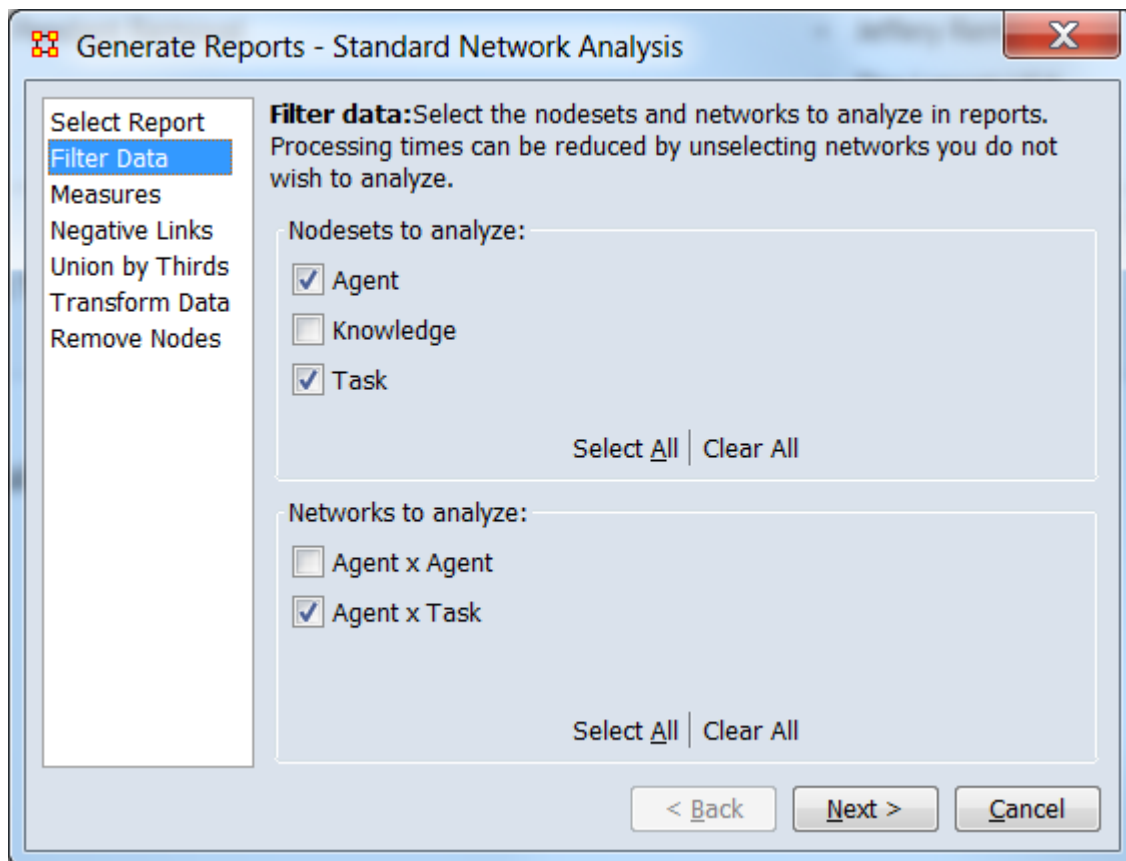 Generate Reports - Standard Network Analysis
Select Report
Filter Data
Measures
Negative Links
Union by Thirds
Transform Data
Remove Nodes
Filter data:Select the nodesets and networks to analyze in reports.
Processing times can be reduced by unselecting networks you do not
wish to analyze.
Nodesets to analyze:
Agent
Knowledge
Task
Select All | Clear All
Networks to analyze:
Agent x Agent
Agent x Task
Select All | Clear All
< Back Next > Cancel